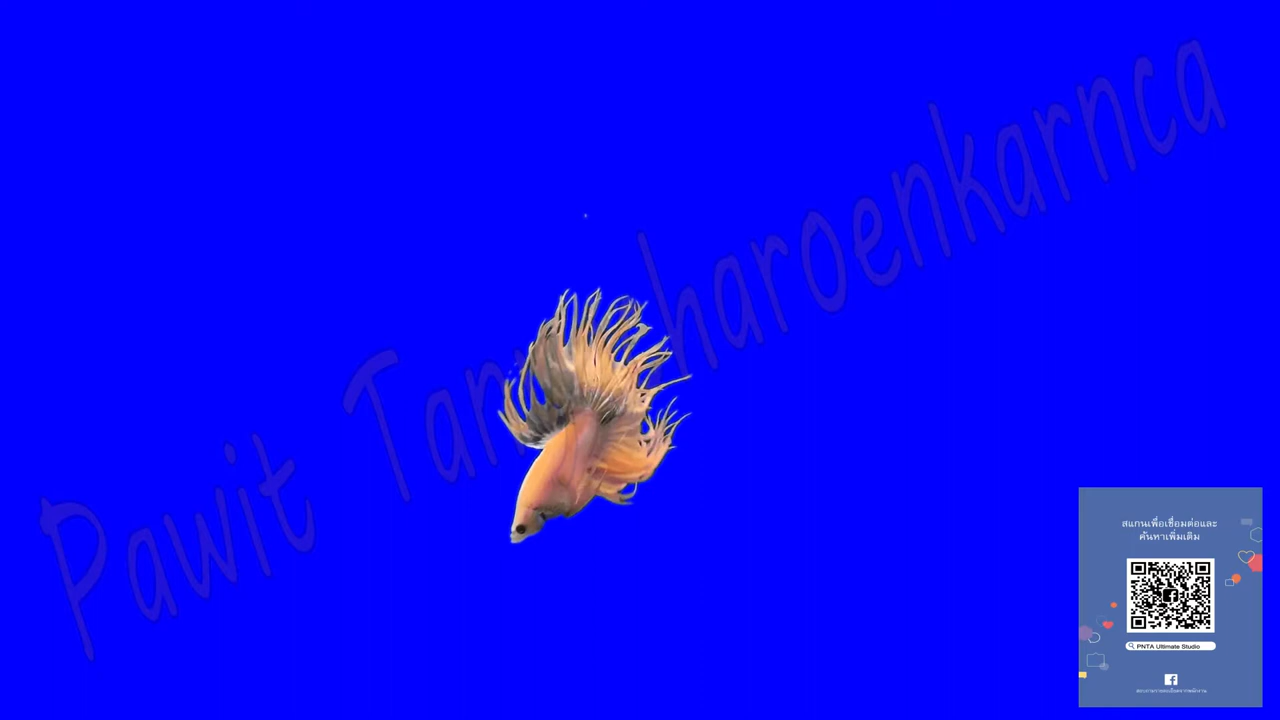 Pawit Tan haroenkarnca
สแกนเพื่อเชื่อมต่อและ
ค้นหาเพิ่มเติม
PNTA Ultimate Studio